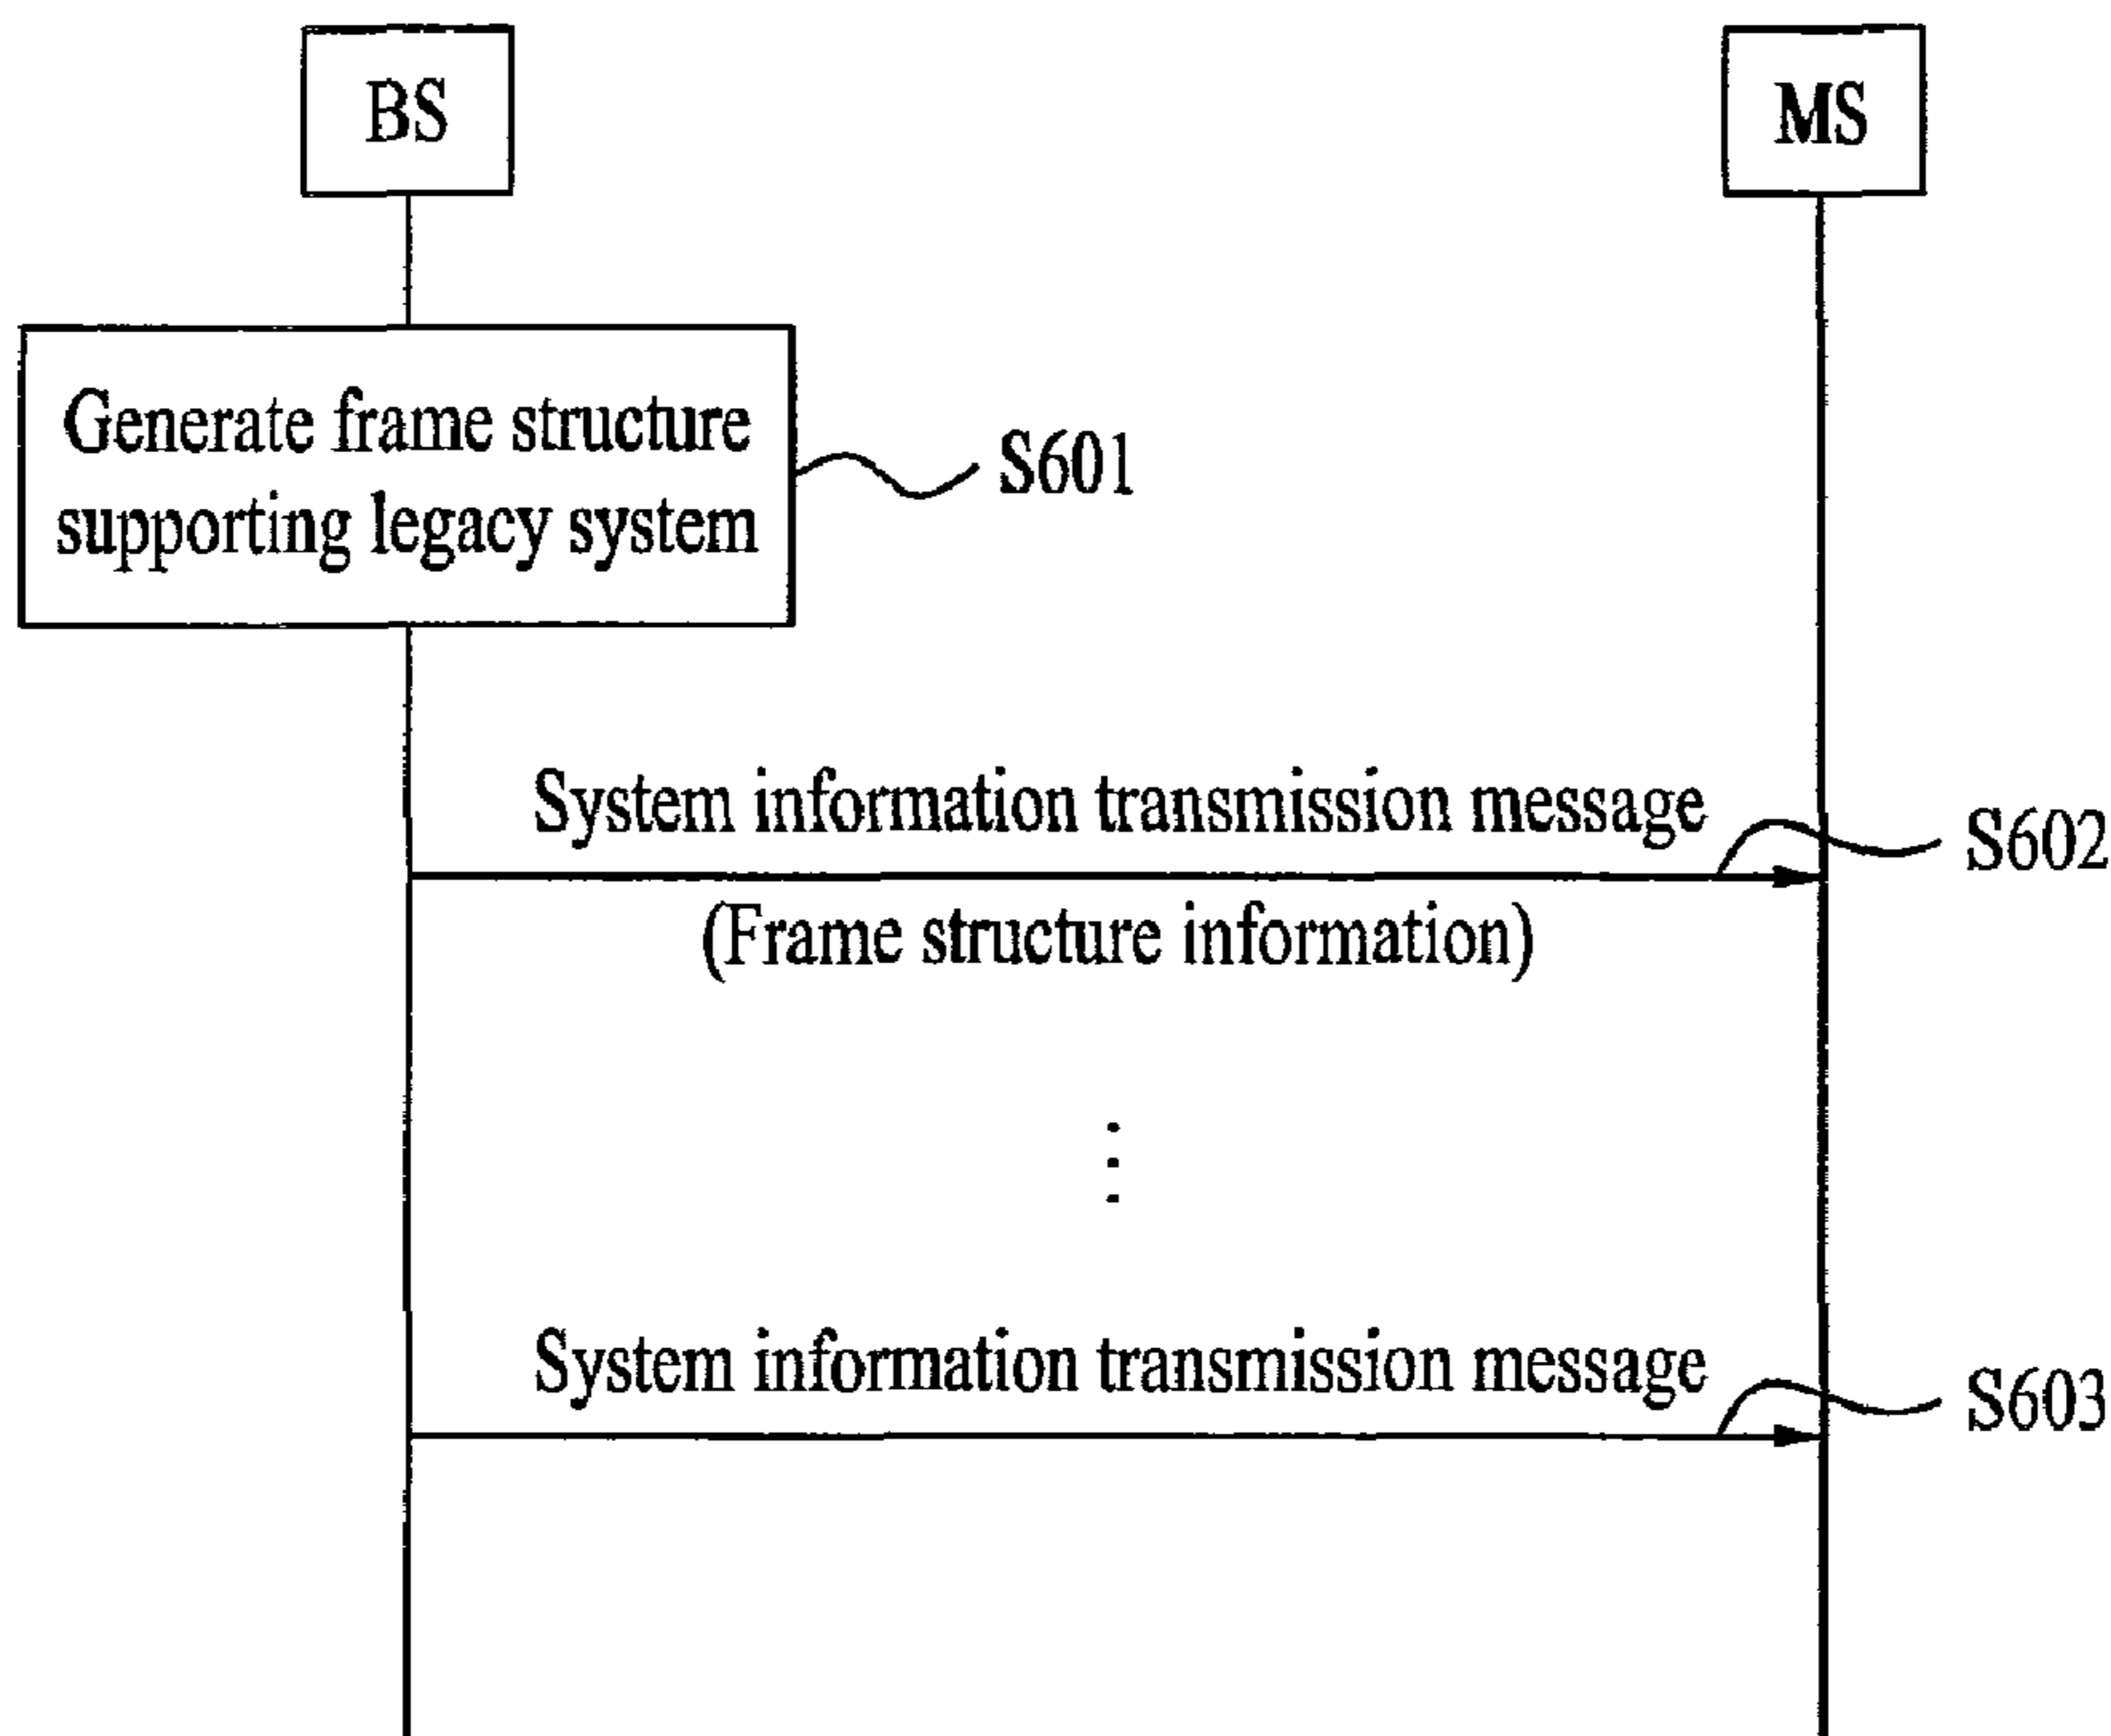 BS
MS
Generate frame structure
supporting legacy system
S601
System information transmission message
S602
(Frame structure information)
System information transmission message
S603